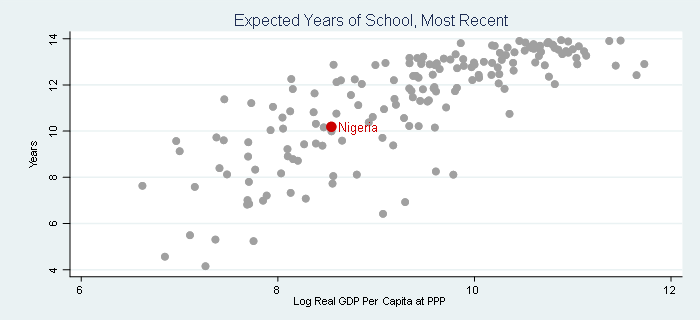 Expected Years of School, Most Recent
14
12
10
8
6
4
Years
Nigeria
6 8 10 12
Log Real GDP Per Capita at PPP